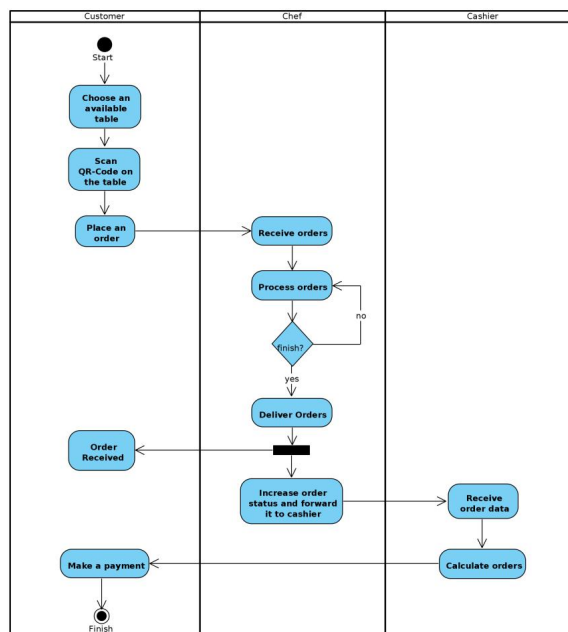 Customer
Chef
Cashier
Start
Choose an
available
table
Scan
QR-Code on
the table
Place an
order
Receive orders
Process orders
no
finish?
yes
Deliver Orders
Order
Received
Increase order
status and forward
it to cashier
Receive
order data
Make a payment
Calculate orders
Finish